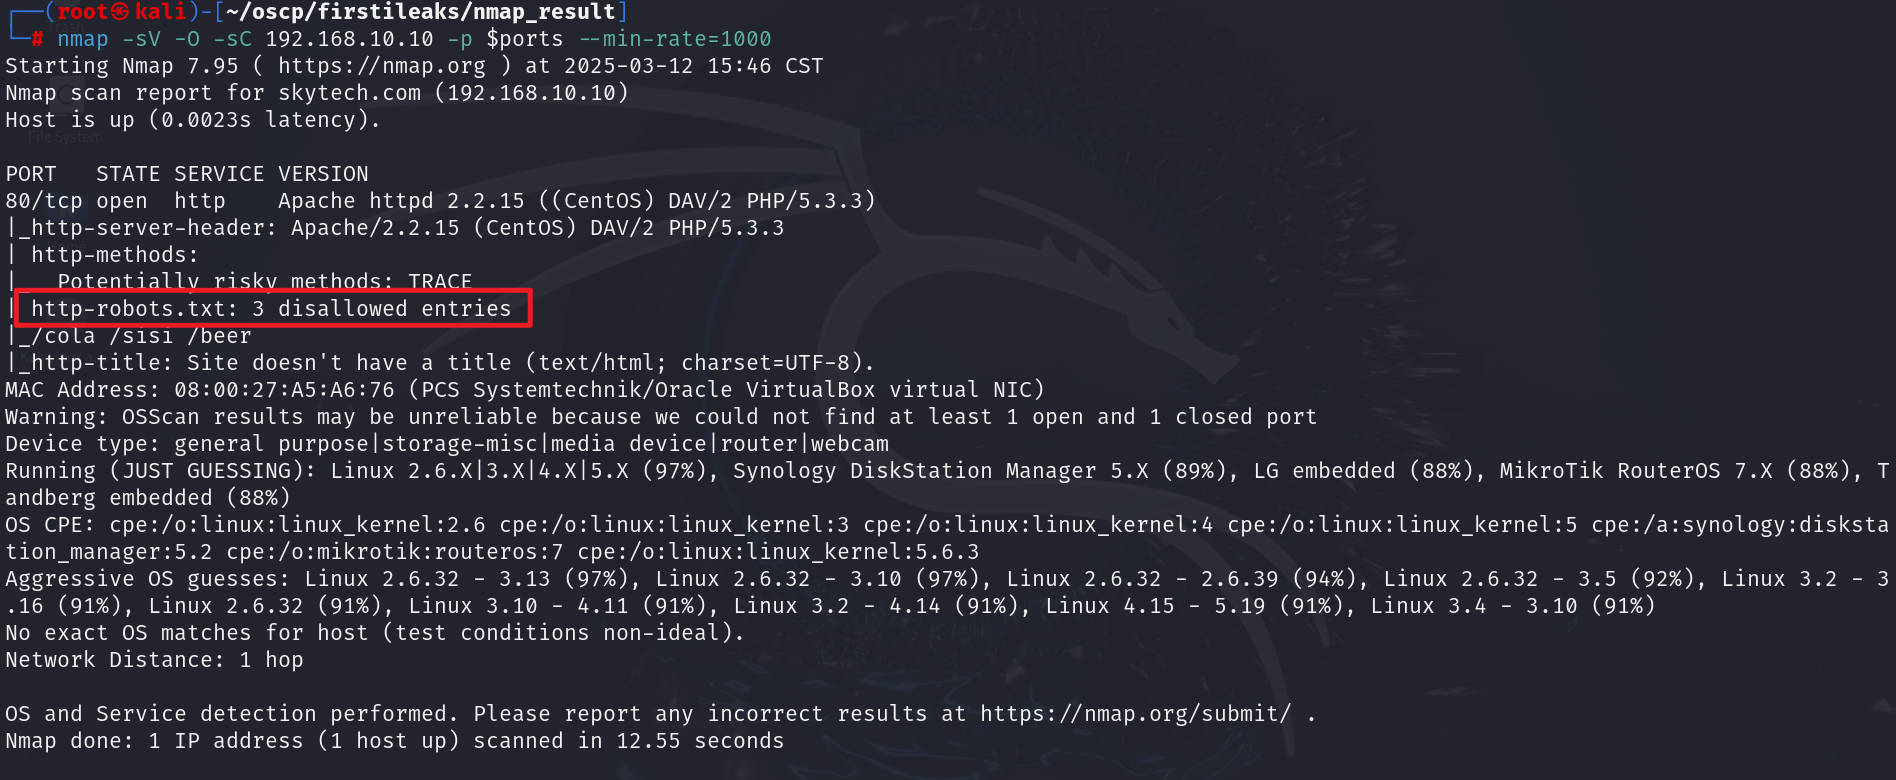 ┌──(root㉿kali)-[~/oscp/firstileaks/nmap_result]
└─# nmap -sV -O -sC 192.168.10.10 -p $ports --min-rate=1000
Starting Nmap 7.95 ( https://nmap.org ) at 2025-03-12 15:46 CST
Nmap scan report for skytech.com (192.168.10.10)
Host is up (0.0023s latency).
File System
PORT   STATE SERVICE VERSION
80/tcp open  http    Apache httpd 2.2.15 ((CentOS) DAV/2 PHP/5.3.3)
|_http-server-header: Apache/2.2.15 (CentOS) DAV/2 PHP/5.3.3
| http-methods:
|_  Potentially risky methods: TRACE
| http-robots.txt: 3 disallowed entries
|_/cola /sisi /beer
|_http-title: Site doesn't have a title (text/html; charset=UTF-8).
MAC Address: 08:00:27:A5:A6:76 (PCS Systemtechnik/Oracle VirtualBox virtual NIC)
Warning: OSScan results may be unreliable because we could not find at least 1 open and 1 closed port
Device type: general purpose|storage-misc|media device|router|webcam
Running (JUST GUESSING): Linux 2.6.X|3.X|4.X|5.X (97%), Synology DiskStation Manager 5.X (89%), LG embedded (88%), MikroTik RouterOS 7.X (88%), T
andberg embedded (88%)
OS CPE: cpe:/o:linux:linux_kernel:2.6 cpe:/o:linux:linux_kernel:3 cpe:/o:linux:linux_kernel:4 cpe:/o:linux:linux_kernel:5 cpe:/a:synology:disksta
tion_manager:5.2 cpe:/o:mikrotik:routeros:7 cpe:/o:linux:linux_kernel:5.6.3
Aggressive OS guesses: Linux 2.6.32 - 3.13 (97%), Linux 2.6.32 - 3.10 (97%), Linux 2.6.32 - 2.6.39 (94%), Linux 2.6.32 - 3.5 (92%), Linux 3.2 - 3
.16 (91%), Linux 2.6.32 (91%), Linux 3.10 - 4.11 (91%), Linux 3.2 - 4.14 (91%), Linux 4.15 - 5.19 (91%), Linux 3.4 - 3.10 (91%)
No exact OS matches for host (test conditions non-ideal).
Network Distance: 1 hop
OS and Service detection performed. Please report any incorrect results at https://nmap.org/submit/ .
Nmap done: 1 IP address (1 host up) scanned in 12.55 seconds